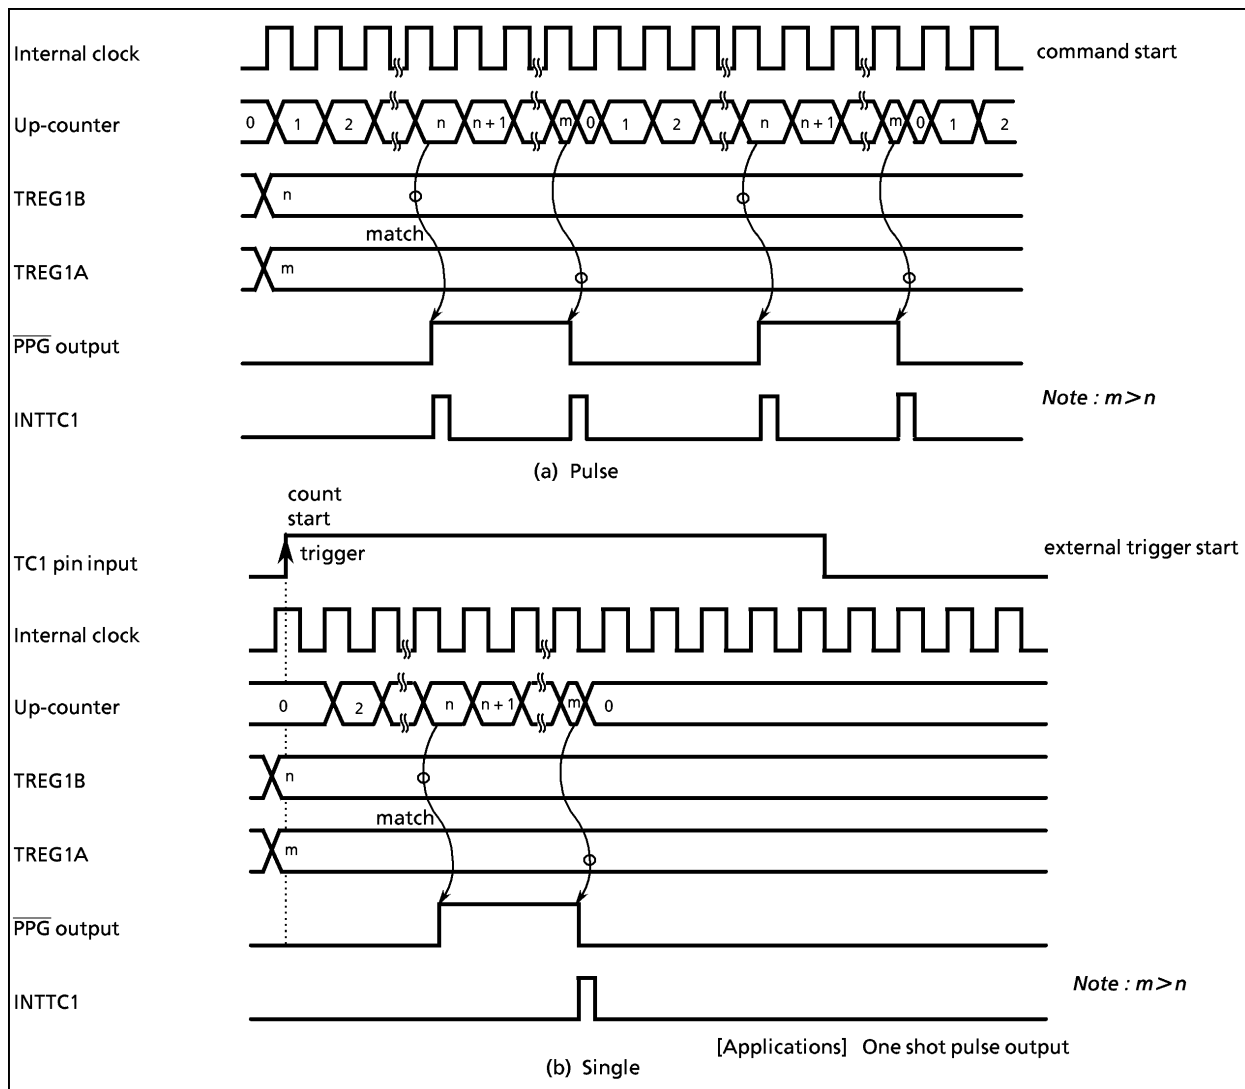 Internal clock
command start
Up-counter
0 1 2 n n + 1 m 0 1 2 n n + 1 m 0 1 2
TREG1B
n
match
TREG1A
m
PPG output
Note : m>n
INTTC1
(a) Pulse
count
start
trigger
TC1 pin input
external trigger start
Internal clock
Up-counter
0 2 n n + 1 m 0
TREG1B
n
match
TREG1A
m
PPG output
Note : m>n
INTTC1
[Applications] One shot pulse output
(b) Single